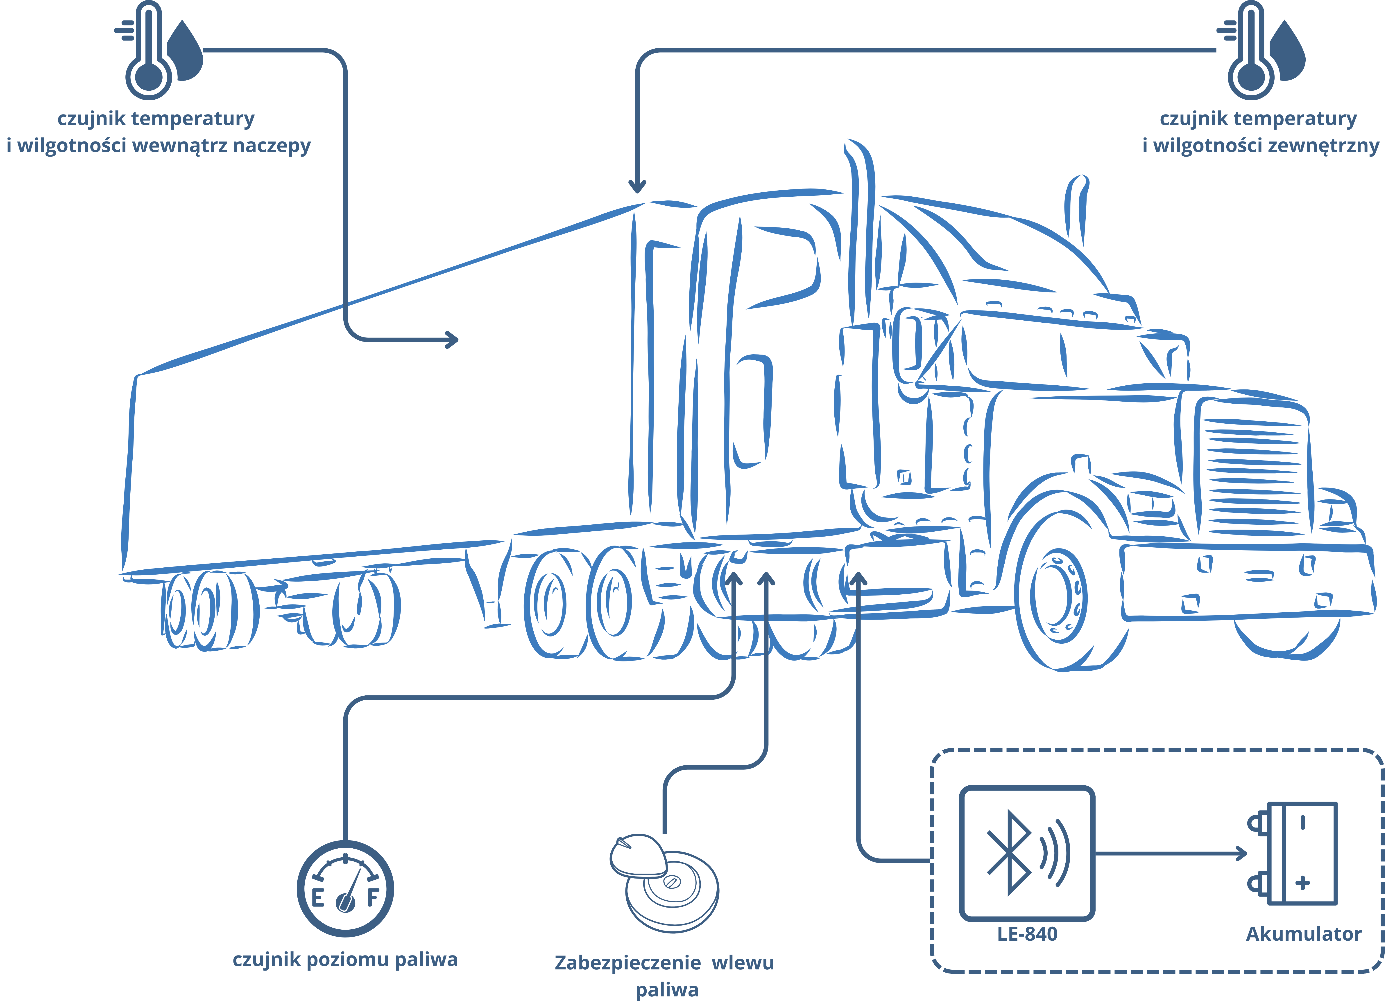 czujnik temperatury
i wilgotności wewnątrz naczepy
czujnik temperatury
i wilgotności zewnętrzny
E F
czujnik poziomu paliwa
Zabezpieczenie wlewu
paliwa
LE-840
-
+
Akumulator